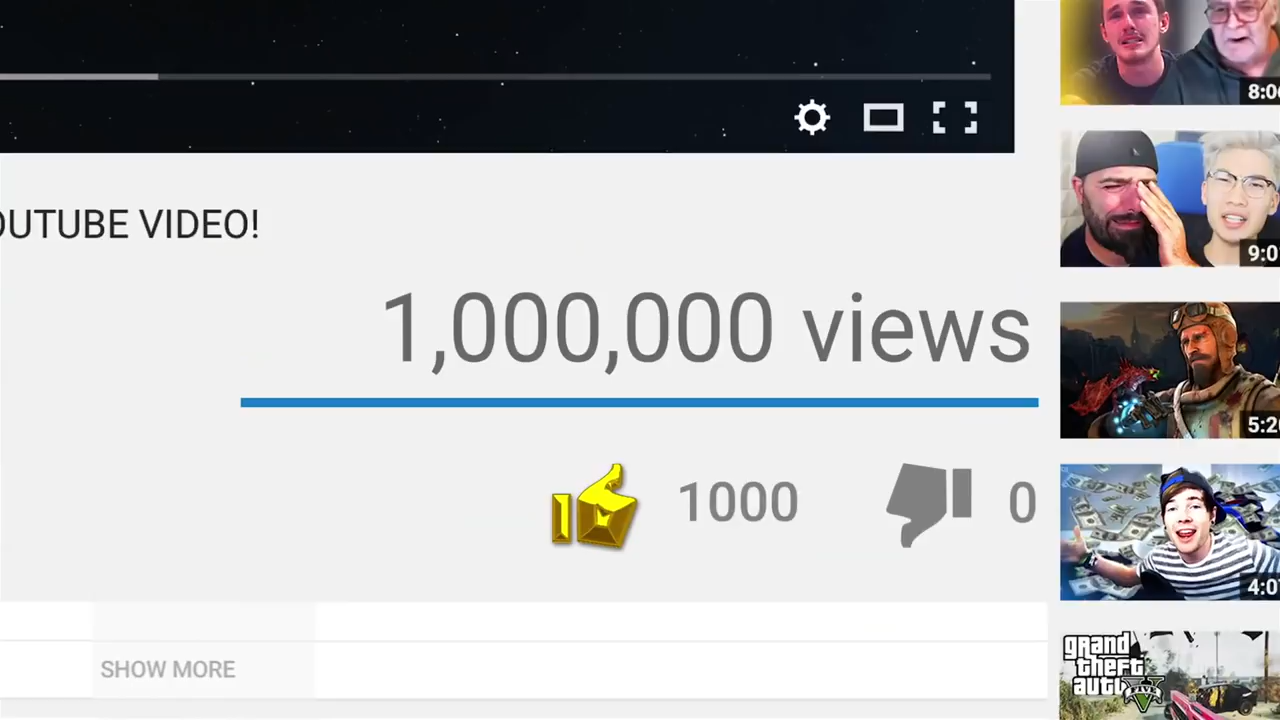 OUTUBE VIDEO!
1,000,000 views
1000
0
SHOW MORE
8:0
9:0
5:2
4:0
grand
theft
auto
FIVE